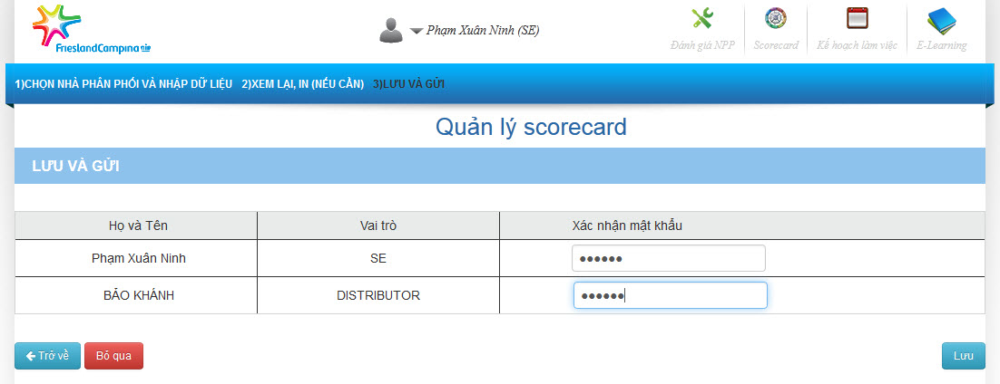 FrieslandCampina
Phạm Xuân Ninh (SE)
Đánh giá NPP
Scorecard
Kế hoạch làm việc
E-Learning
1)CHỌN NHÀ PHÂN PHỐI VÀ NHẬP DỮ LIỆU 2)XEM LẠI, IN (NẾU CẦN) 3)LƯU VÀ GỬI
Quản lý scorecard
LƯU VÀ GỬI
Họ và Tên Vai trò Xác nhận mật khẩu
Phạm Xuân Ninh SE ●●●●●●
BẢO KHÁNH DISTRIBUTOR ●●●●●●
Trở về Bỏ qua Lưu